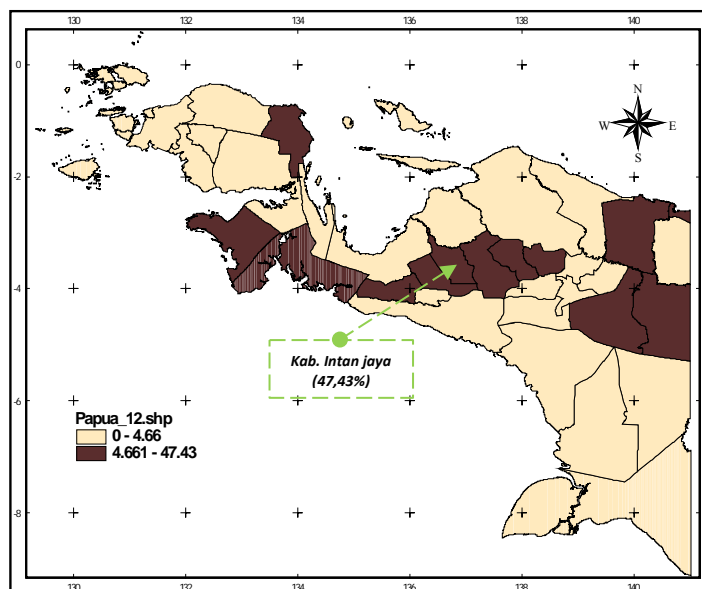 130 132 134 136 138 140
0
N
W E
S
-2
-4
Kab. Intan jaya
(47,43%)
-6
Papua_12.shp
0 - 4.66
4.661 - 47.43
-8
130 132 134 136 138 140